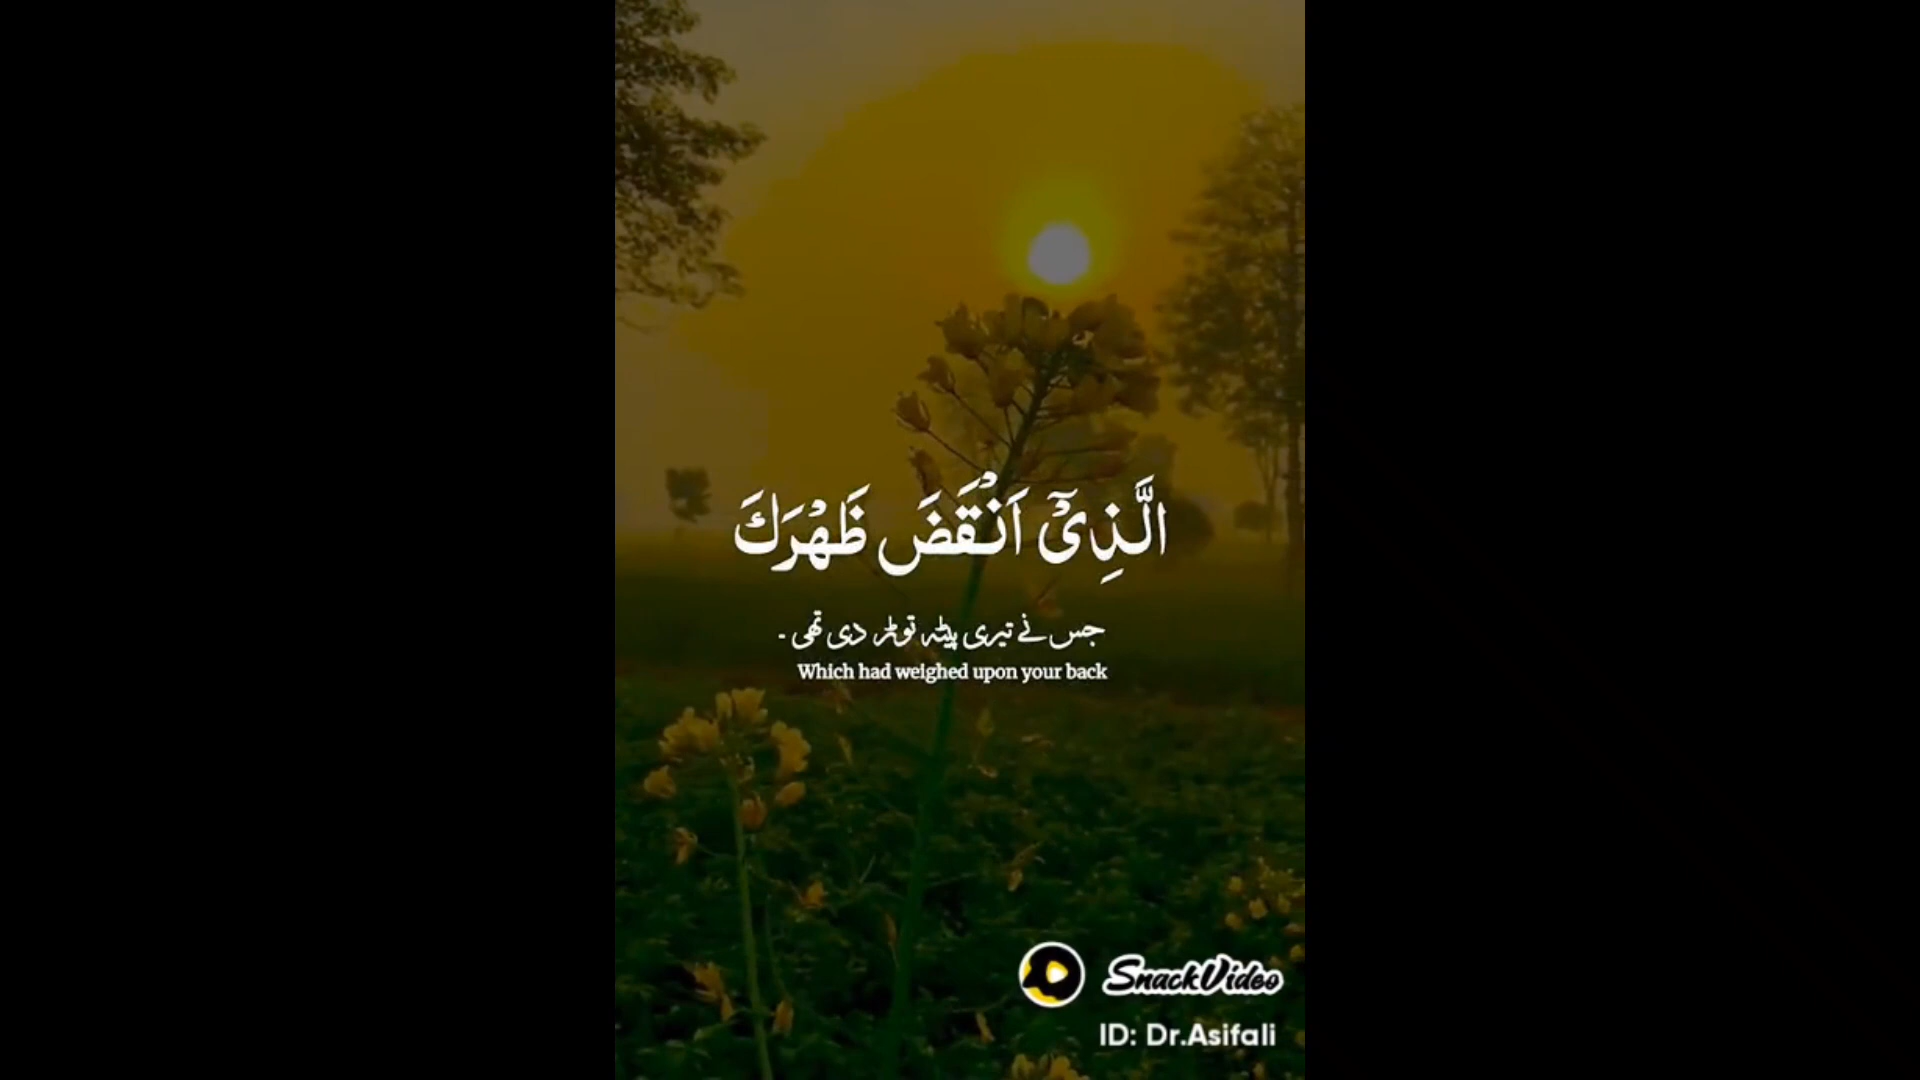 الَّذِیْۤ اَنْقَضَ ظَهْرَكَ
جس نے تیری پیٹھ توڑ دی تھی -
Which had weighed upon your back
SnackVideo
ID: Dr.Asifali